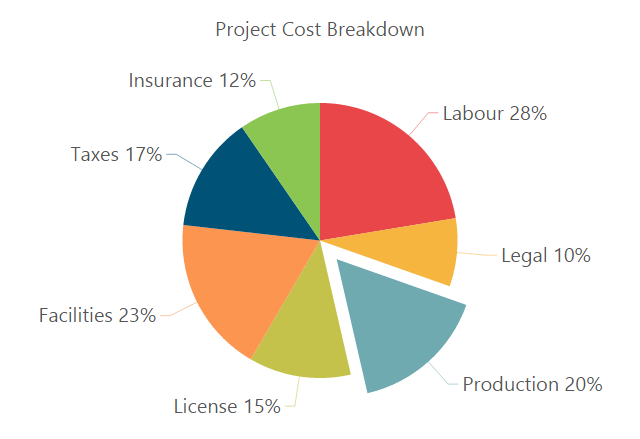 Project Cost Breakdown
Insurance 12%
Labour 28%
Taxes 17%
Legal 10%
Facilities 23%
Production 20%
License 15%